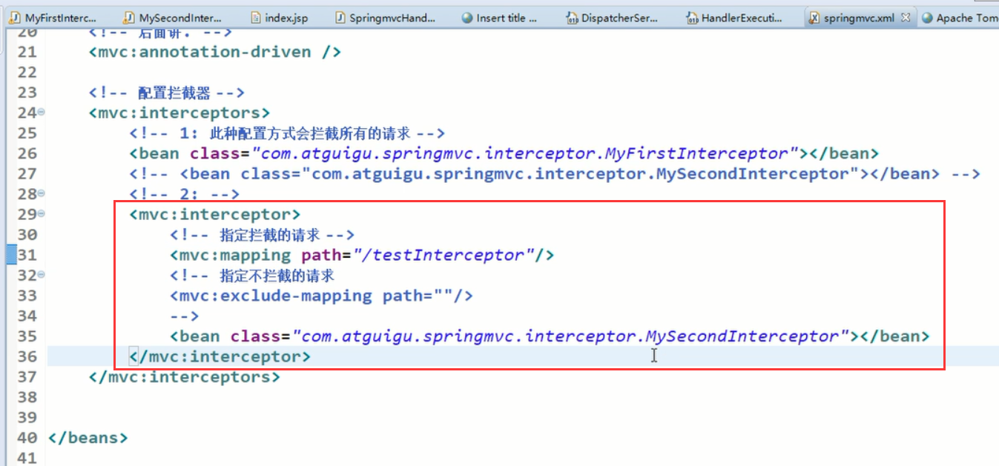 MyFirstInterc... MySecondInter... index.jsp SpringmvcHand... Insert title ... DispatcherSer... HandlerExecuti... springmvc.xml Apache Tom
20 <!-- 后面讲. -->
21 <mvc:annotation-driven />
22
23 <!-- 配置拦截器 -->
24 <mvc:interceptors>
25 <!-- 1: 此种配置方式会拦截所有的请求 -->
26 <bean class="com.atguigu.springmvc.interceptor.MyFirstInterceptor"></bean>
27 <!-- <bean class="com.atguigu.springmvc.interceptor.MySecondInterceptor"></bean> -->
28 <!-- 2: -->
29 <mvc:interceptor>
30 <!-- 指定拦截的请求 -->
31 <mvc:mapping path="/testInterceptor"/>
32 <!-- 指定不拦截的请求
33 <mvc:exclude-mapping path=""/>
34 -->
35 <bean class="com.atguigu.springmvc.interceptor.MySecondInterceptor"></bean>
36 </mvc:interceptor>
37 </mvc:interceptors>
38
39
40 </beans>
41